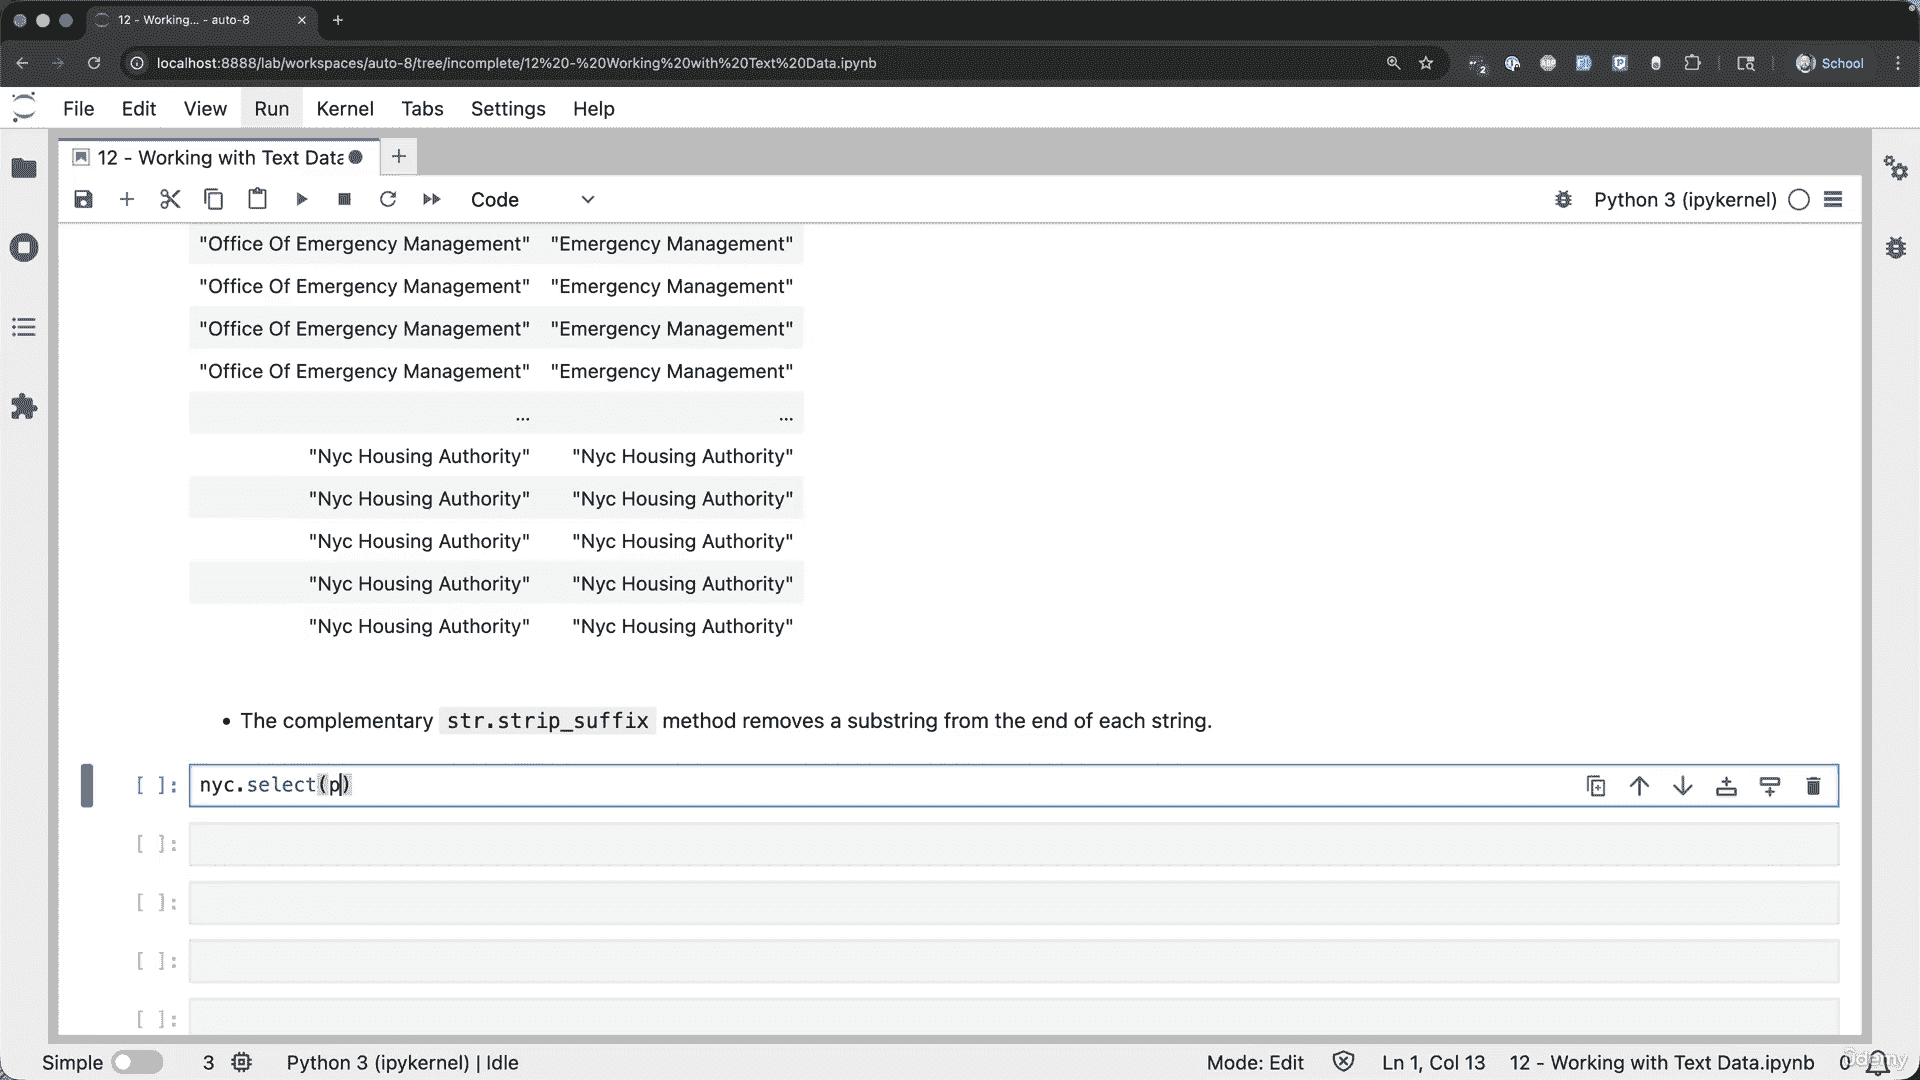 12 - Working... - auto-8
localhost:8888/lab/workspaces/auto-8/tree/incomplete/12%20-%20Working%20with%20Text%20Data.ipynb
2
School
File Edit View Run Kernel Tabs Settings Help
12 - Working with Text Data
Code
Python 3 (ipykernel)
"Office Of Emergency Management" "Emergency Management"
"Office Of Emergency Management" "Emergency Management"
"Office Of Emergency Management" "Emergency Management"
"Office Of Emergency Management" "Emergency Management"
... ...
"Nyc Housing Authority" "Nyc Housing Authority"
"Nyc Housing Authority" "Nyc Housing Authority"
"Nyc Housing Authority" "Nyc Housing Authority"
"Nyc Housing Authority" "Nyc Housing Authority"
"Nyc Housing Authority" "Nyc Housing Authority"
• The complementary str.strip_suffix method removes a substring from the end of each string.
[ ]: nyc.select(p)
[ ]:
[ ]:
[ ]:
[ ]:
Simple 3 Python 3 (ipykernel) | Idle Mode: Edit Ln 1, Col 13 12 - Working with Text Data.ipynb 0
udemy